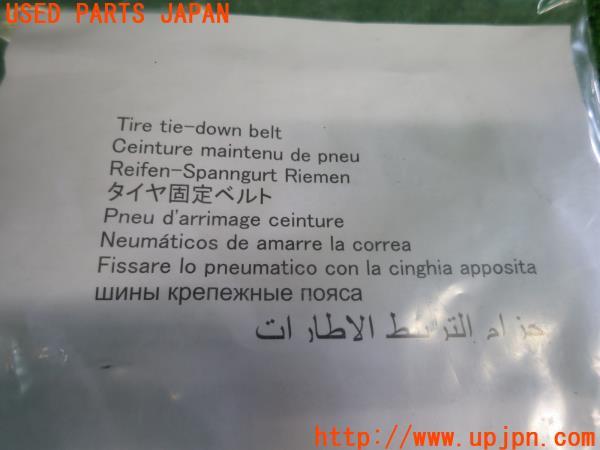 USED PARTS JAPAN
Tire tie-down belt
Ceinture maintenu de pneu
Reifen-Spanngurt Riemen
タイヤ固定ベルト
Pneu d'arrimage ceinture
Neumáticos de amarre la correa
Fissare lo pneumatico con la cinghia apposita
шины крепежные пояса
حزام التربيط الاطارات
http://www.upjpn.com/